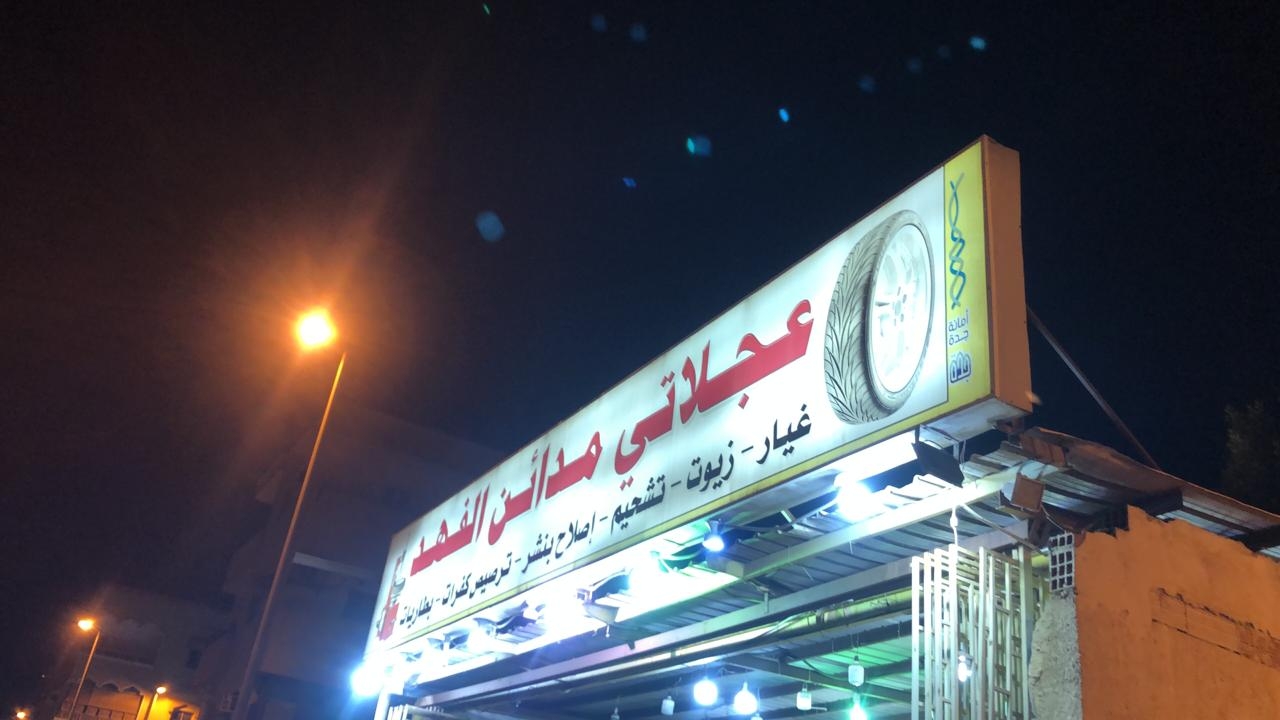 عجلاتي مدائن الفهد
غيار - زيوت - تشحيم - إصلاح بنشر - ترصيص كفرات - بطاريات
أمانة
جدة